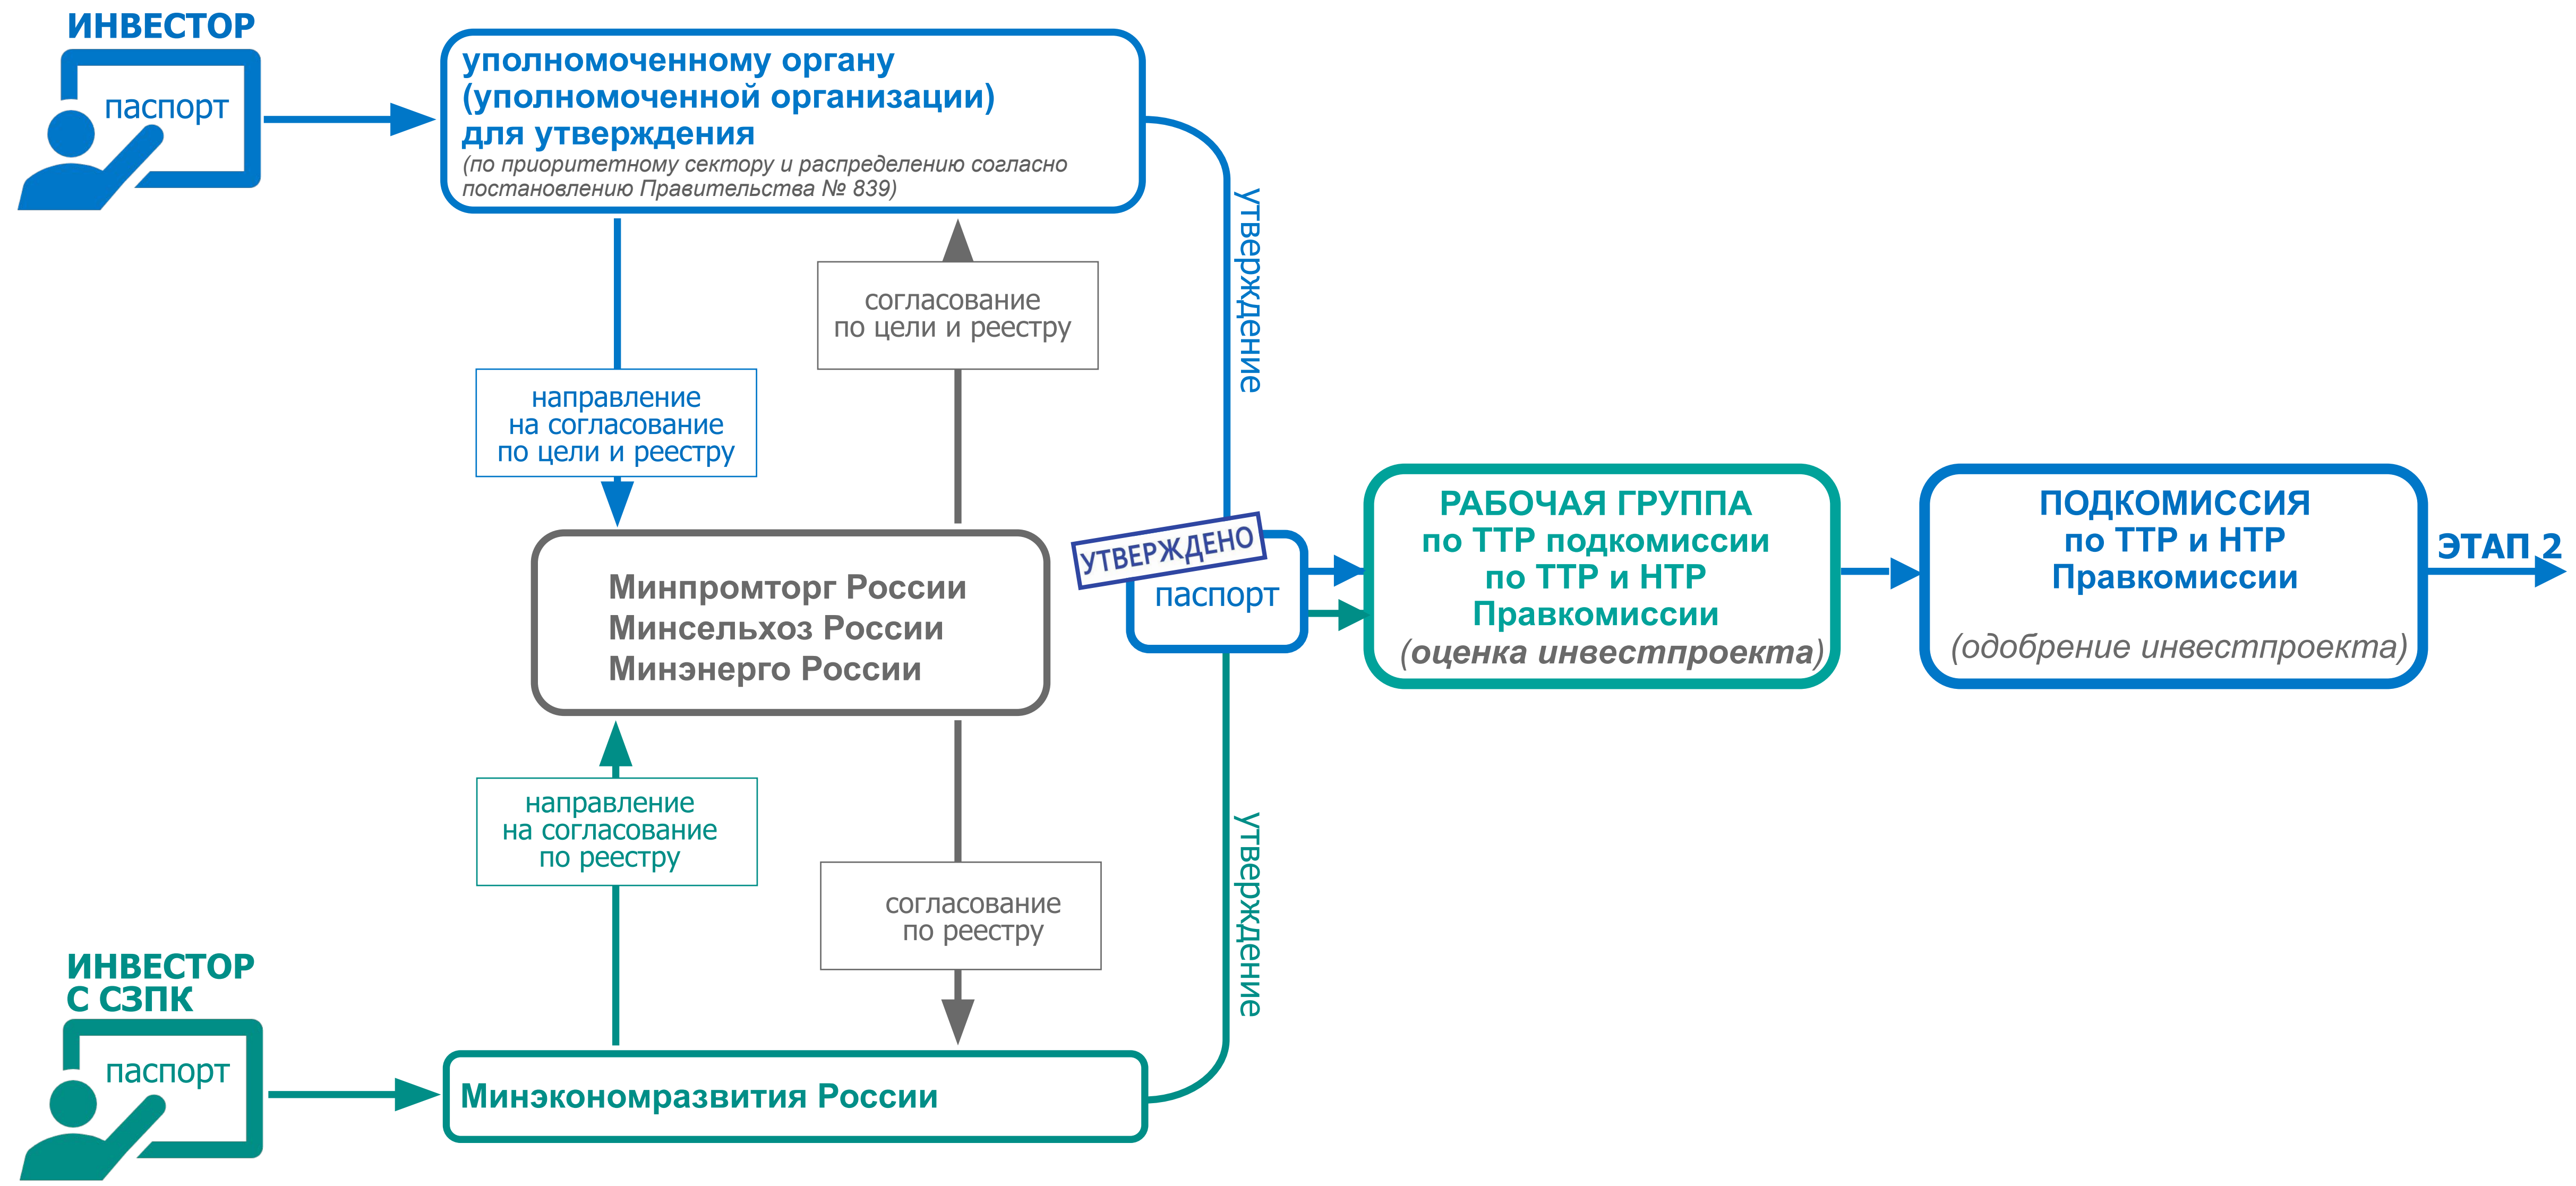 ИНВЕСТОР
паспорт
уполномоченному органу
(уполномоченной организации)
для утверждения
(по приоритетному сектору и распределению согласно
постановлению Правительства № 839)
утверждение
согласование
по цели и реестру
направление
на согласование
по цели и реестру
Минпромторг России
Минсельхоз России
Минэнерго России
УТВЕРЖДЕНО
паспорт
РАБОЧАЯ ГРУППА
по ТТР подкомиссии
по ТТР и НТР
Правкомиссии
(оценка инвестпроекта)
ПОДКОМИССИЯ
по ТТР и НТР
Правкомиссии
(одобрение инвестпроекта)
ЭТАП 2
направление
на согласование
по реестру
согласование
по реестру
утверждение
ИНВЕСТОР
С СЗПК
паспорт
Минэкономразвития России